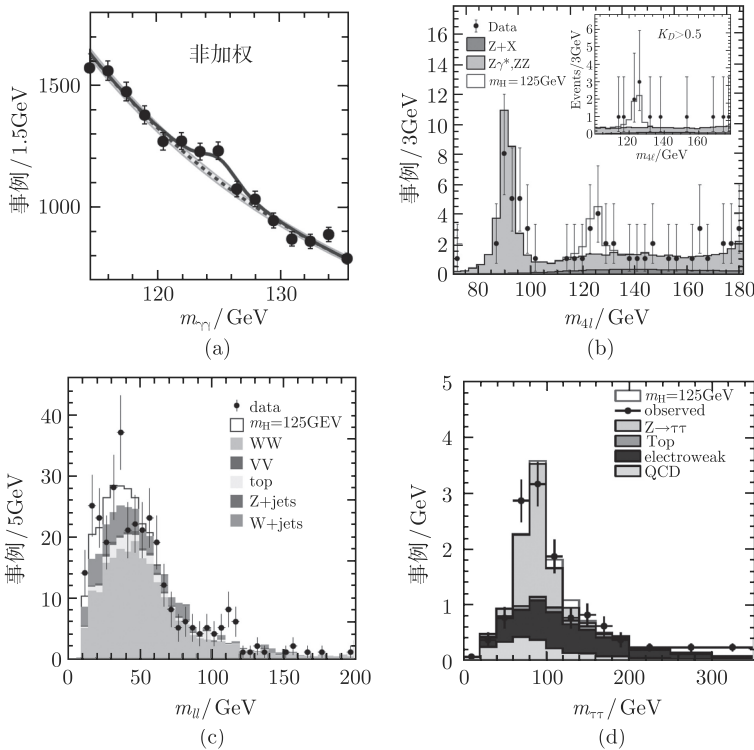 非加权
1500
1000
事例/1.5GeV
120
130
m_γγ/GeV
(a)
Data
Z+X
Zγ*,ZZ
m_H=125GeV
K_D>0.5
Events/3GeV
6
5
4
3
2
1
0
120
140
160
m_4ℓ/GeV
16
14
12
10
8
6
4
2
0
事例/3GeV
80
100
120
140
160
180
m_4l/GeV
(b)
data
m_H=125GEV
WW
VV
top
Z+jets
W+jets
40
30
20
10
0
事例/5GeV
0
50
100
150
200
m_ll/GeV
(c)
m_H=125GeV
observed
Z→ττ
Top
electroweak
QCD
5
4
3
2
1
0
事例/GeV
0
100
200
300
m_ττ/GeV
(d)